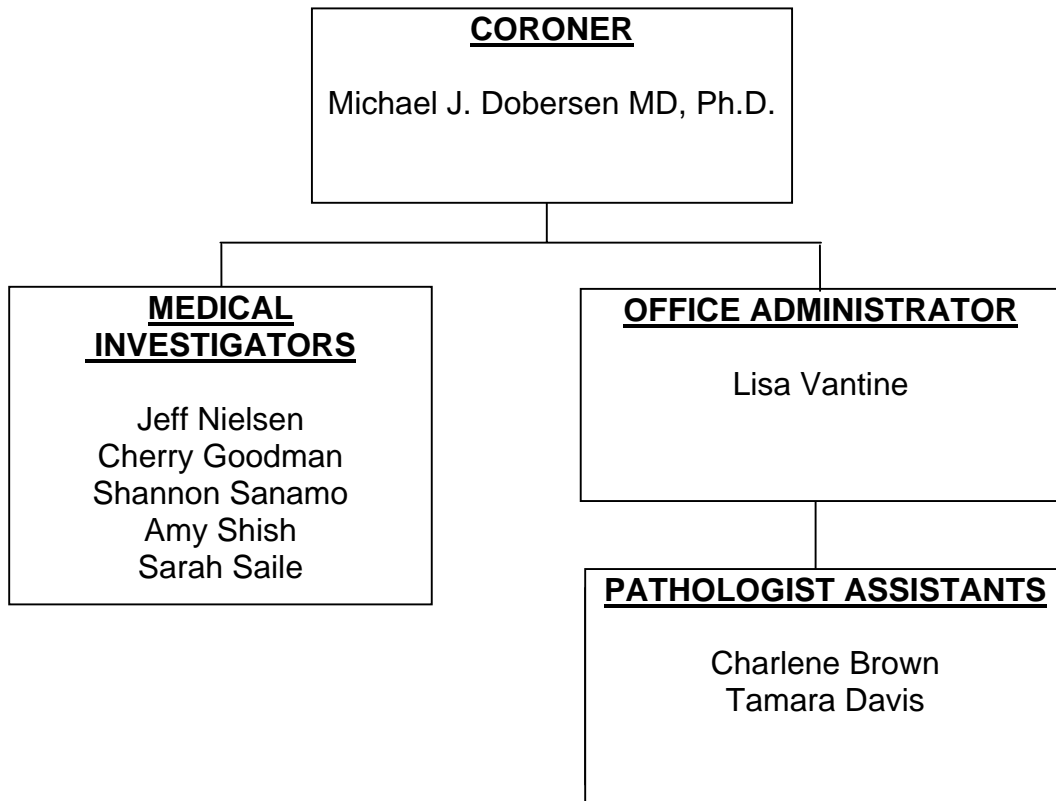 CORONER
Michael J. Dobersen MD, Ph.D.
MEDICAL
INVESTIGATORS
Jeff Nielsen
Cherry Goodman
Shannon Sanamo
Amy Shish
Sarah Saile
OFFICE ADMINISTRATOR
Lisa Vantine
PATHOLOGIST ASSISTANTS
Charlene Brown
Tamara Davis